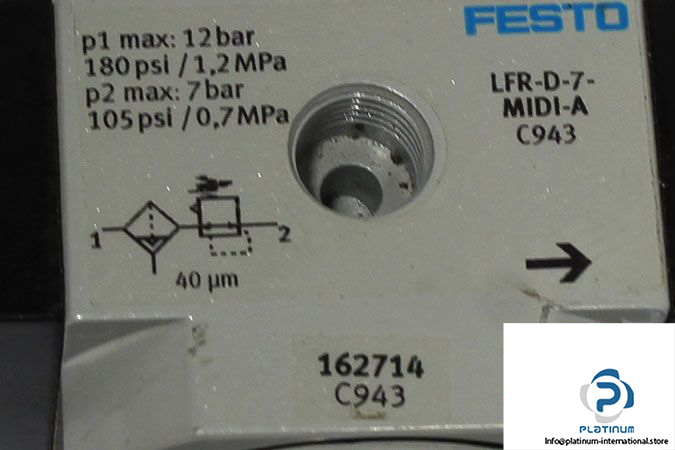 p1 max: 12 bar
180 psi / 1,2 MPa
p2 max: 7 bar
105 psi / 0,7 MPa
FESTO
LFR-D-7-
MIDI-A
C943
1
2
40 µm
162714
C943
PLATINUM
Info@platinum-international.store